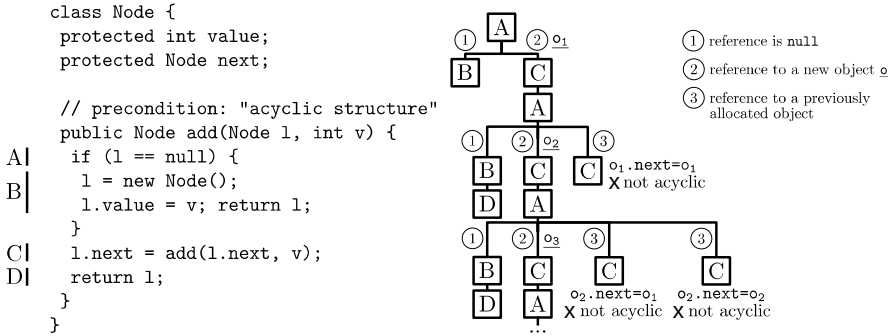 class Node {
protected int value;
protected Node next;
// precondition: "acyclic structure"
public Node add(Node l, int v) {
A if (l == null) {
B l = new Node();
l.value = v; return l;
}
C l.next = add(l.next, v);
D return l;
}
}
A
1 2 o1
B C
A
1 2 o2 3
B C C o1.next=o1
X not acyclic
D A
1 2 o3 3 3
B C C C
D A o2.next=o1 o2.next=o2
X not acyclic X not acyclic
...
1 reference is null
2 reference to a new object o
3 reference to a previously
allocated object